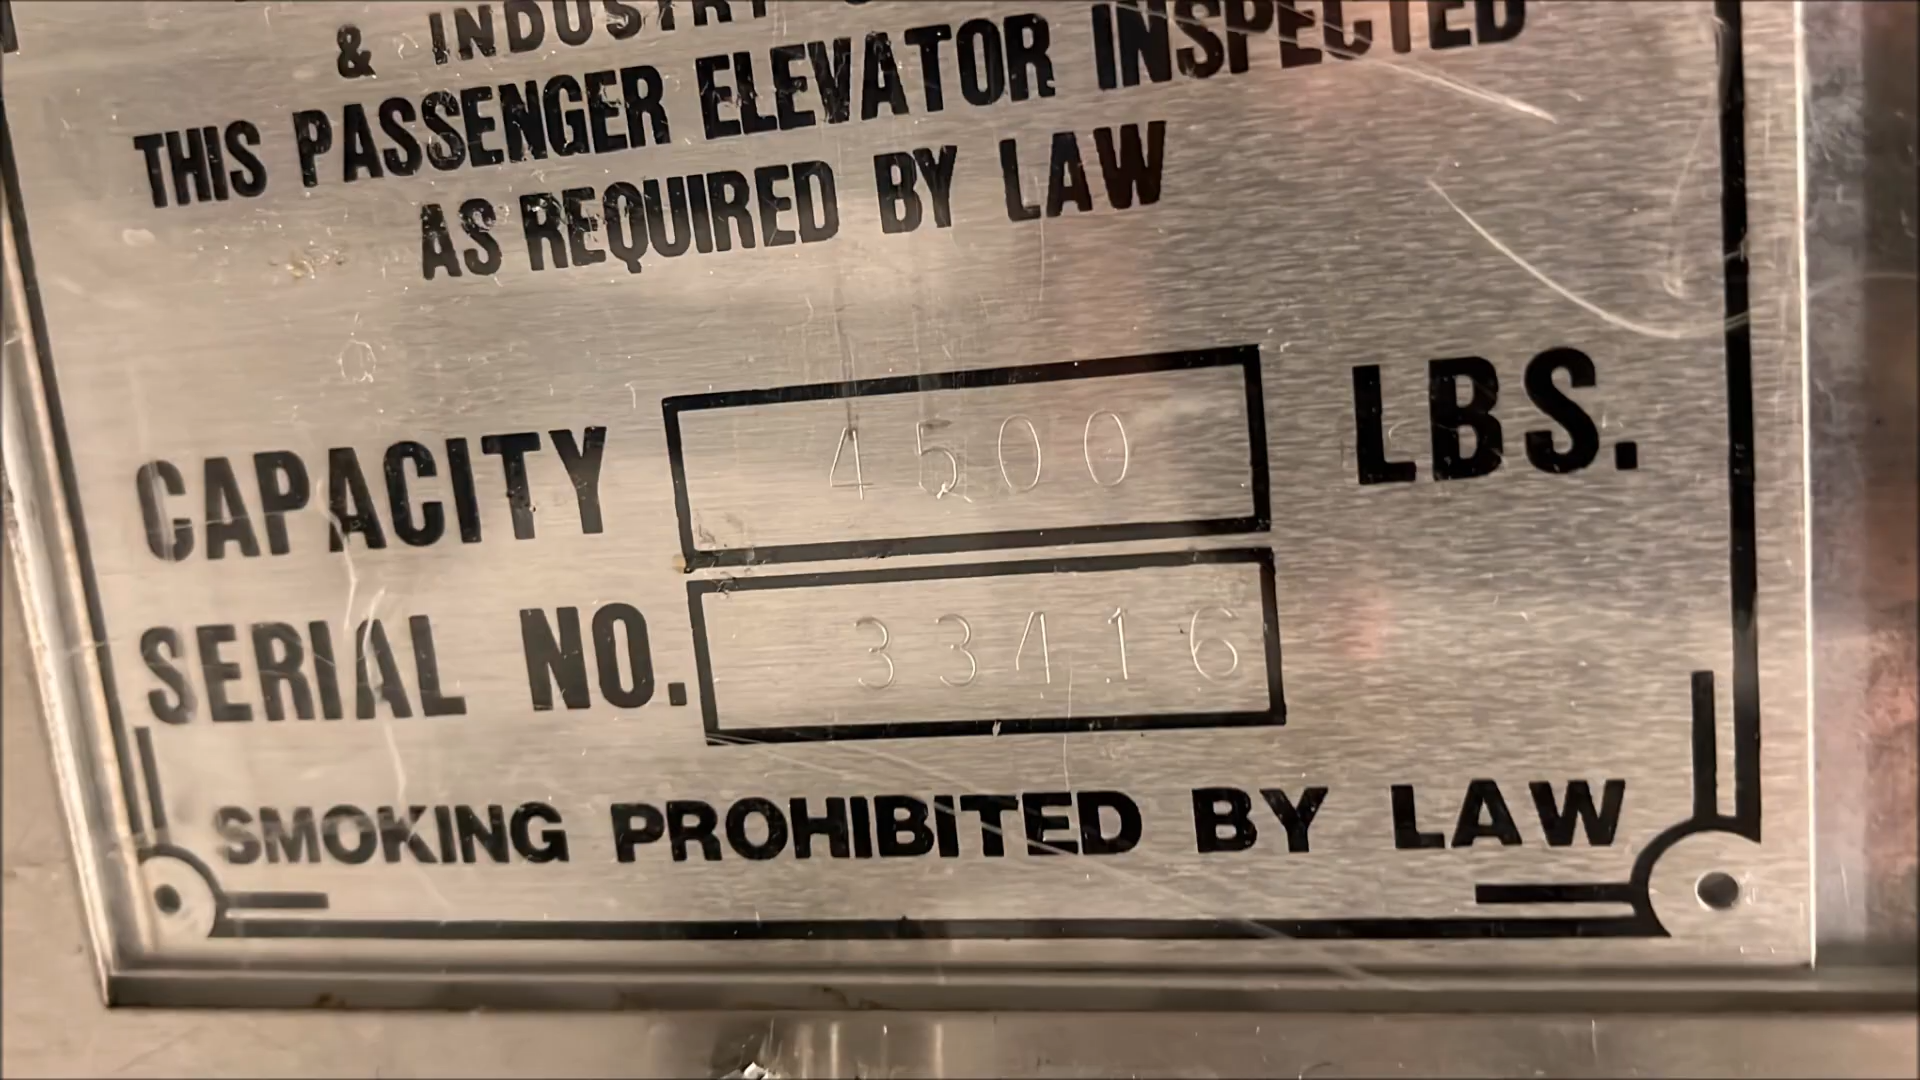 & INDUSTRY
THIS PASSENGER ELEVATOR INSPECTED
AS REQUIRED BY LAW
CAPACITY 4500 LBS.
SERIAL NO. 33416
SMOKING PROHIBITED BY LAW